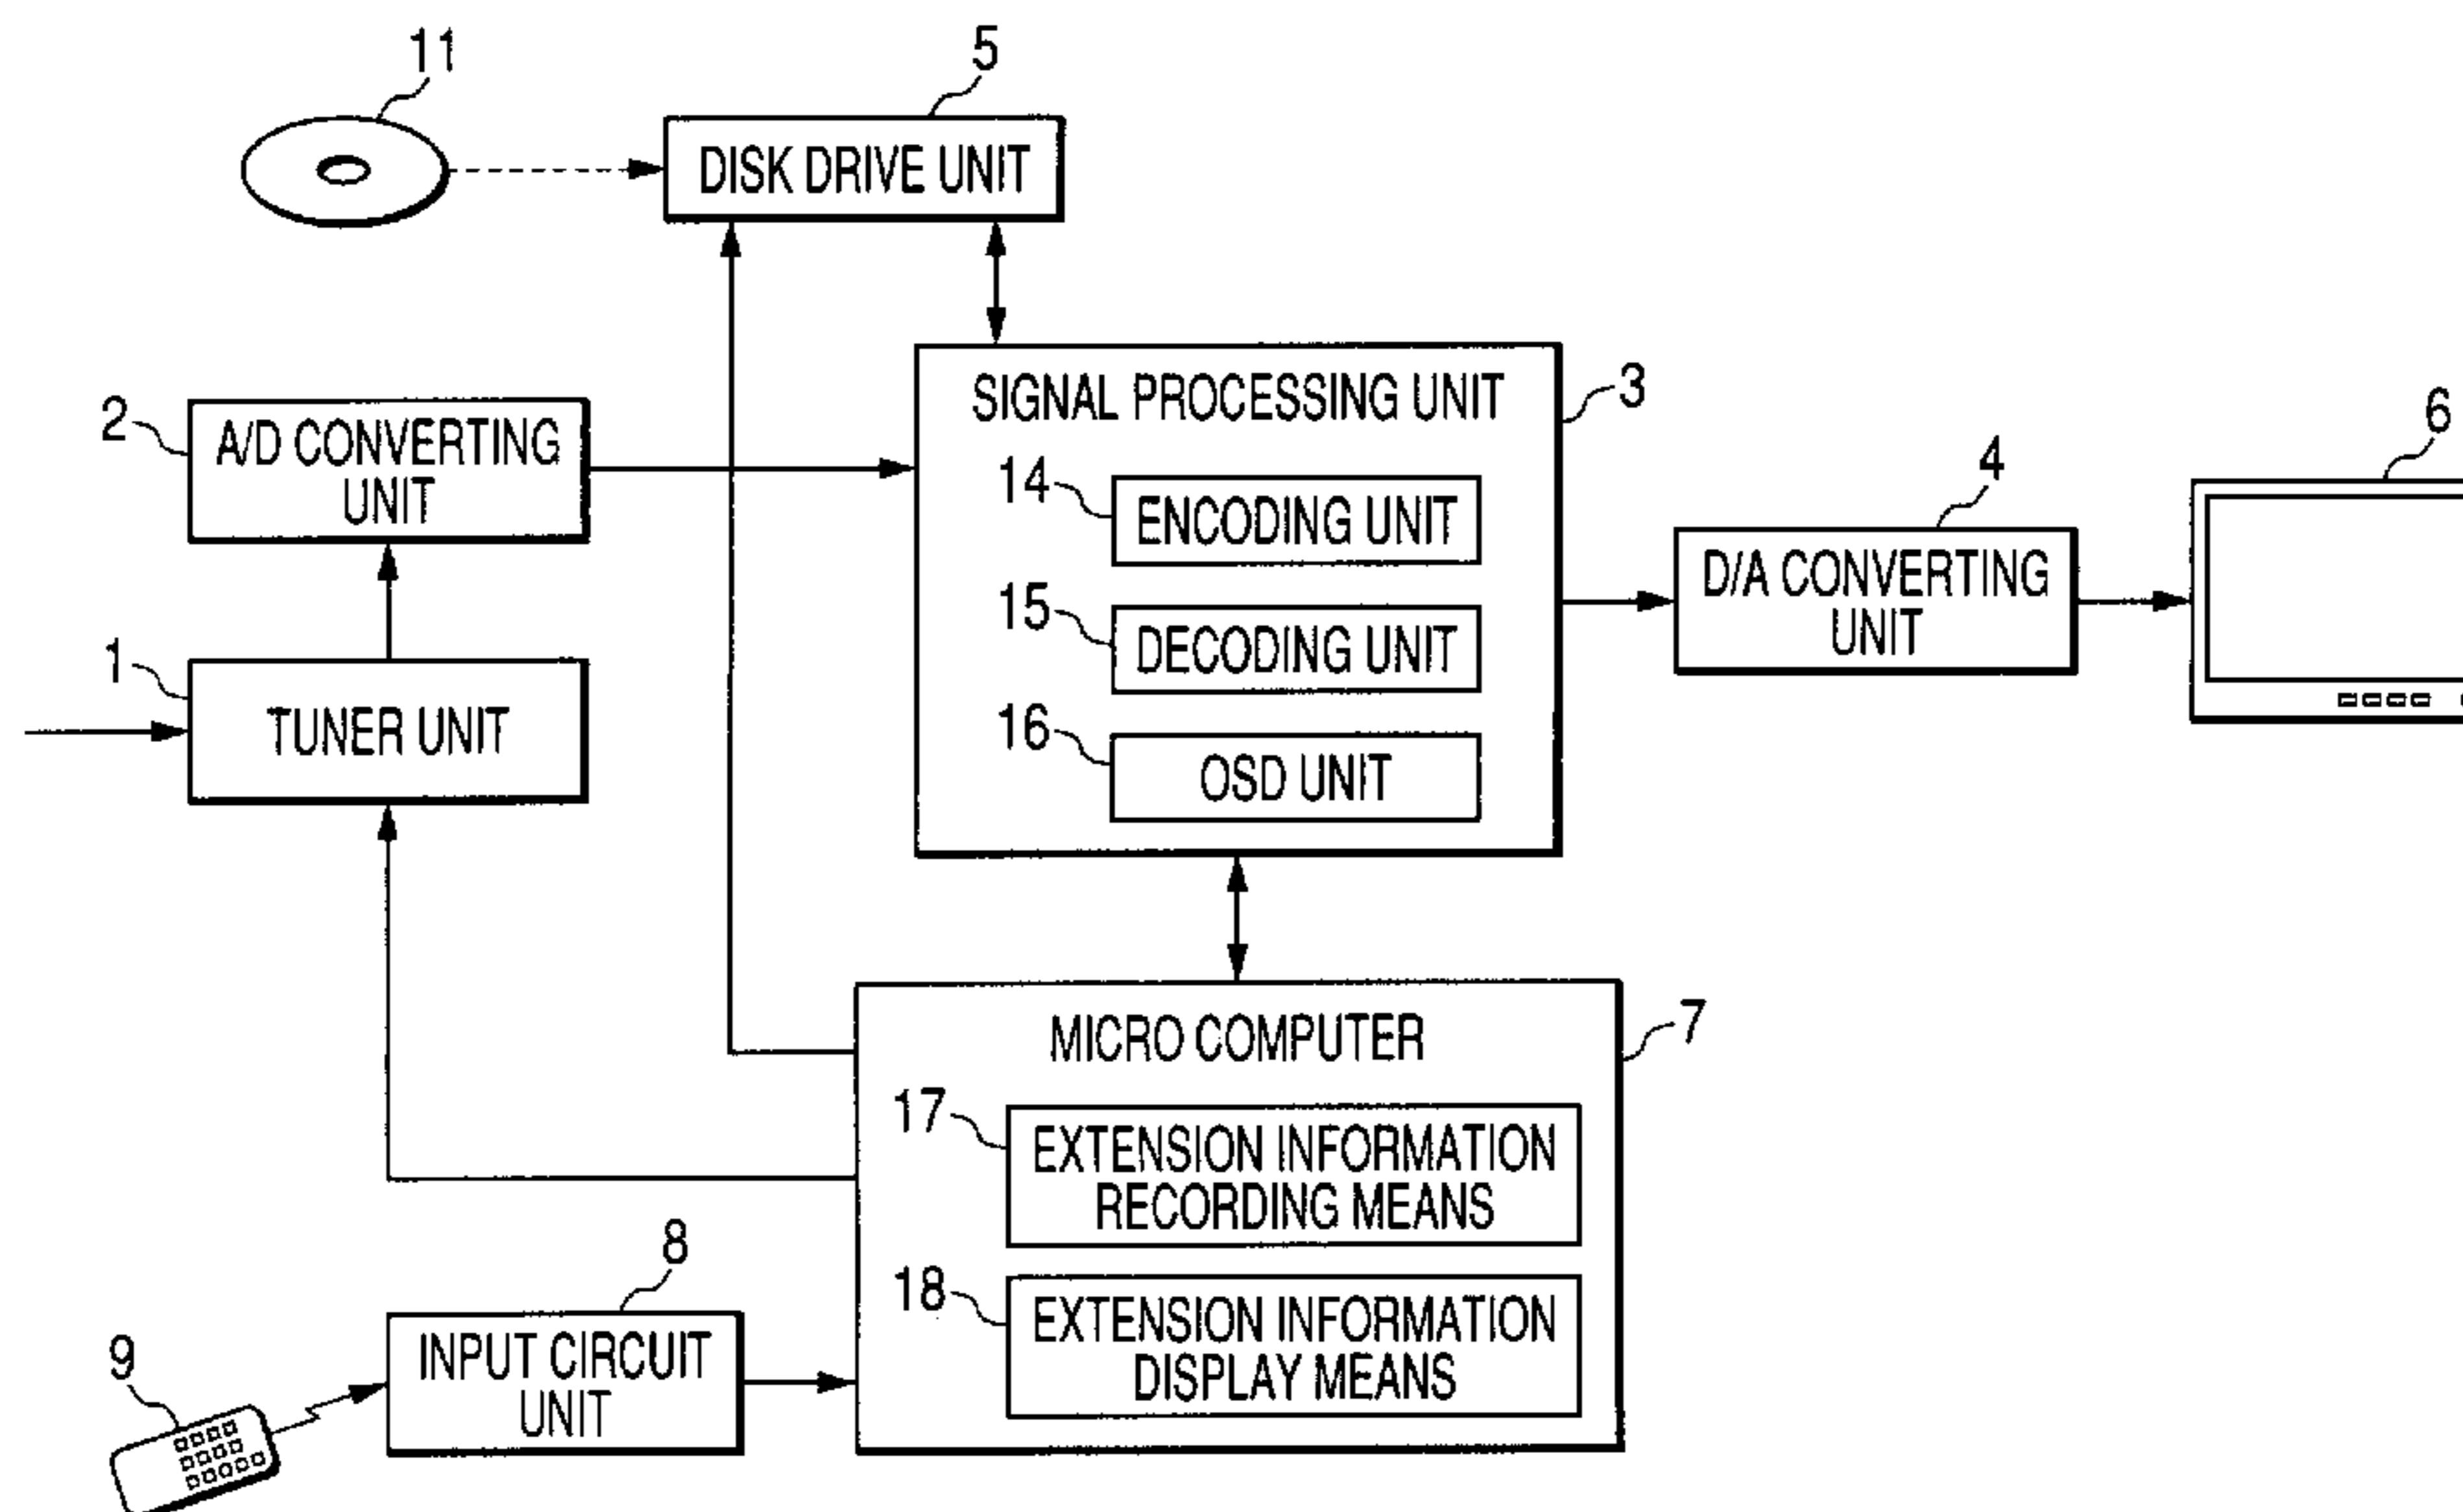 11
5
DISK DRIVE UNIT
SIGNAL PROCESSING UNIT
3
2
A/D CONVERTING
UNIT
6
14
ENCODING UNIT
4
D/A CONVERTING
UNIT
15
DECODING UNIT
1
TUNER UNIT
16
OSD UNIT
MICRO COMPUTER
7
17
EXTENSION INFORMATION
RECORDING MEANS
8
18
EXTENSION INFORMATION
DISPLAY MEANS
INPUT CIRCUIT
UNIT
9